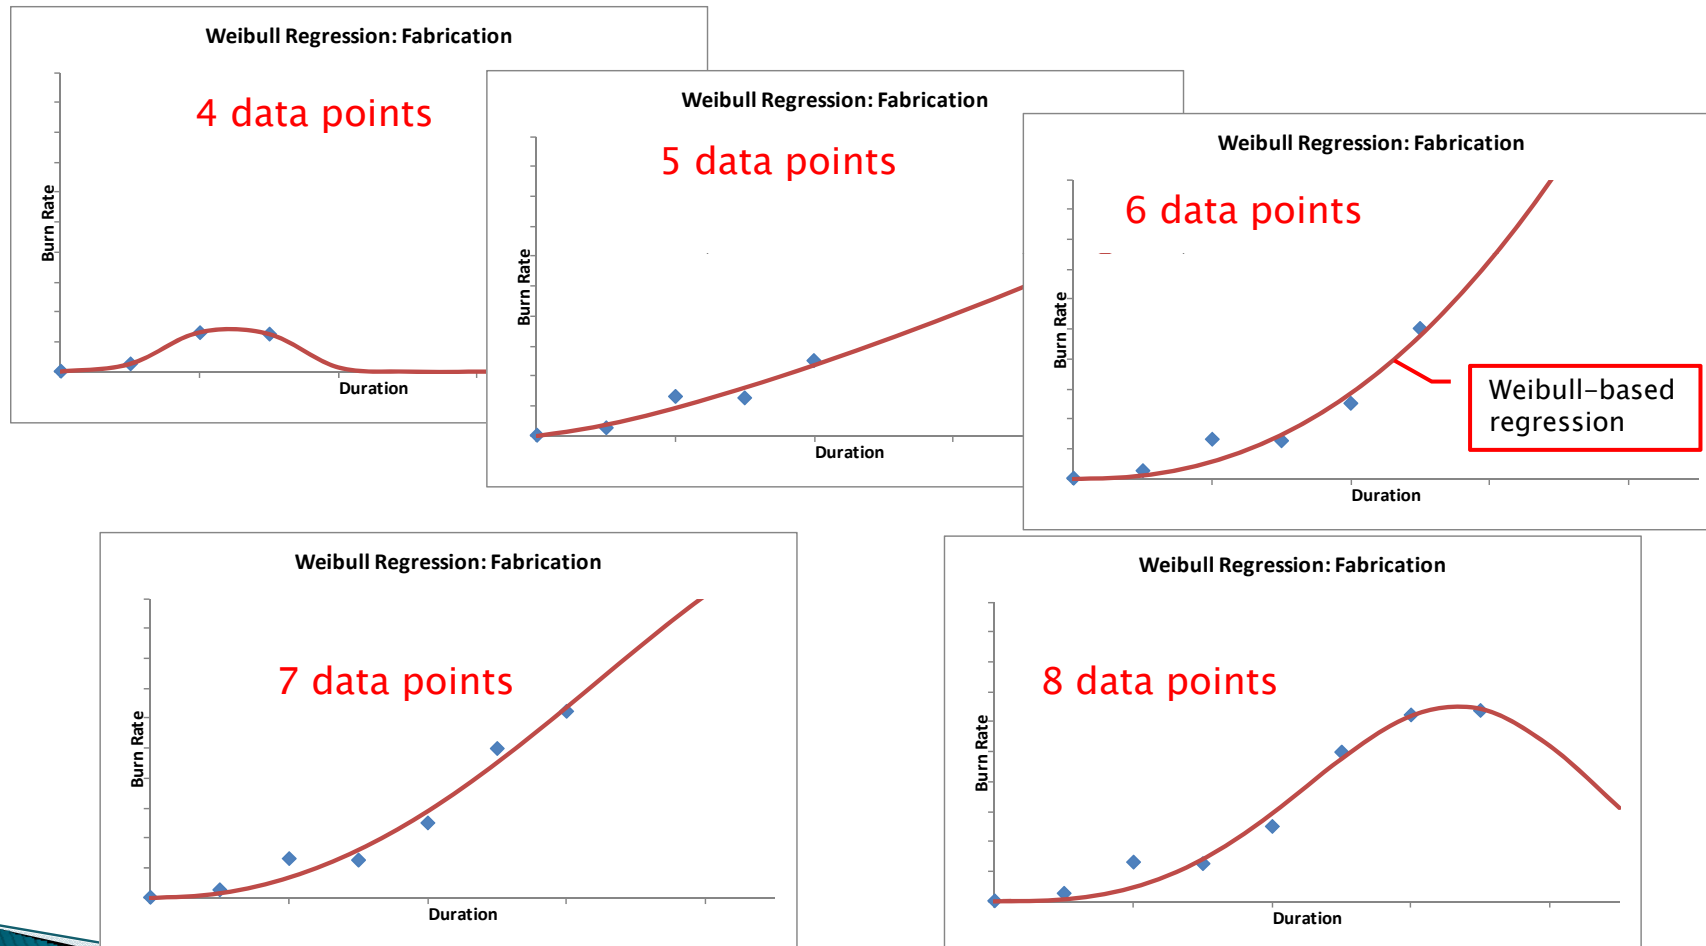 Weibull Regression: Fabrication
4 data points
Burn Rate
Duration
Weibull Regression: Fabrication
5 data points
Burn Rate
Duration
Weibull Regression: Fabrication
6 data points
Burn Rate
Weibull-based
regression
Duration
Weibull Regression: Fabrication
7 data points
Burn Rate
Duration
Weibull Regression: Fabrication
8 data points
Burn Rate
Duration